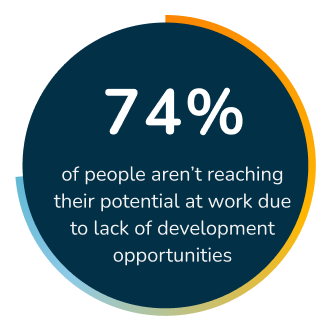 74%
of people aren’t reaching
their potential at work due
to lack of development
opportunities